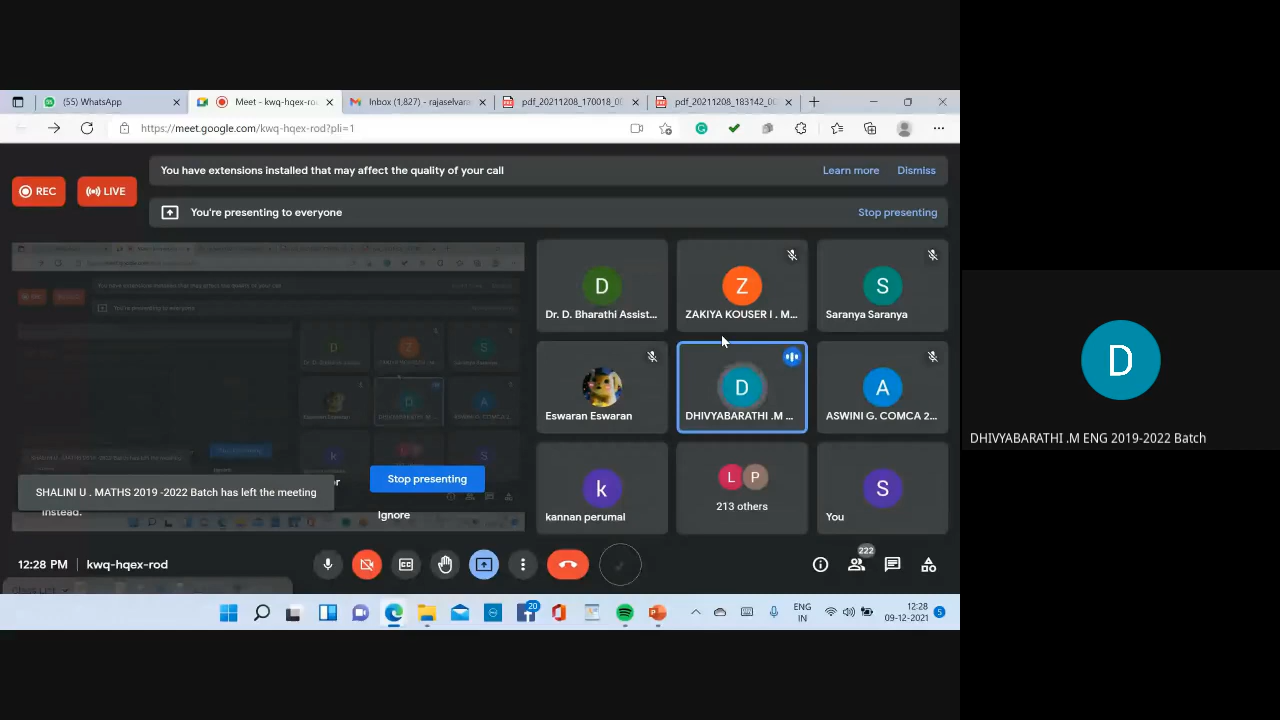 (55) WhatsApp
Meet - kwq-hqex-ro
Inbox (1,827) - rajaselvara
pdf_20211208_170018_0
pdf_20211208_183142_0
https://meet.google.com/kwq-hqex-rod?pli=1
You have extensions installed that may affect the quality of your call
Learn more
Dismiss
REC
LIVE
You're presenting to everyone
Stop presenting
D
Dr. D. Bharathi Assist...
Z
ZAKIYA KOUSER I . M...
S
Saranya Saranya
Eswaran Eswaran
D
DHIVYABARATHI .M ...
A
ASWINI G. COMCA 2...
k
kannan perumal
L P
213 others
S
You
Stop presenting
SHALINI U . MATHS 2019 -2022 Batch has left the meeting
instead.
Ignore
12:28 PM | kwq-hqex-rod
222
20
ENG
IN
12:28
09-12-2021
5
D
DHIVYABARATHI .M ENG 2019-2022 Batch